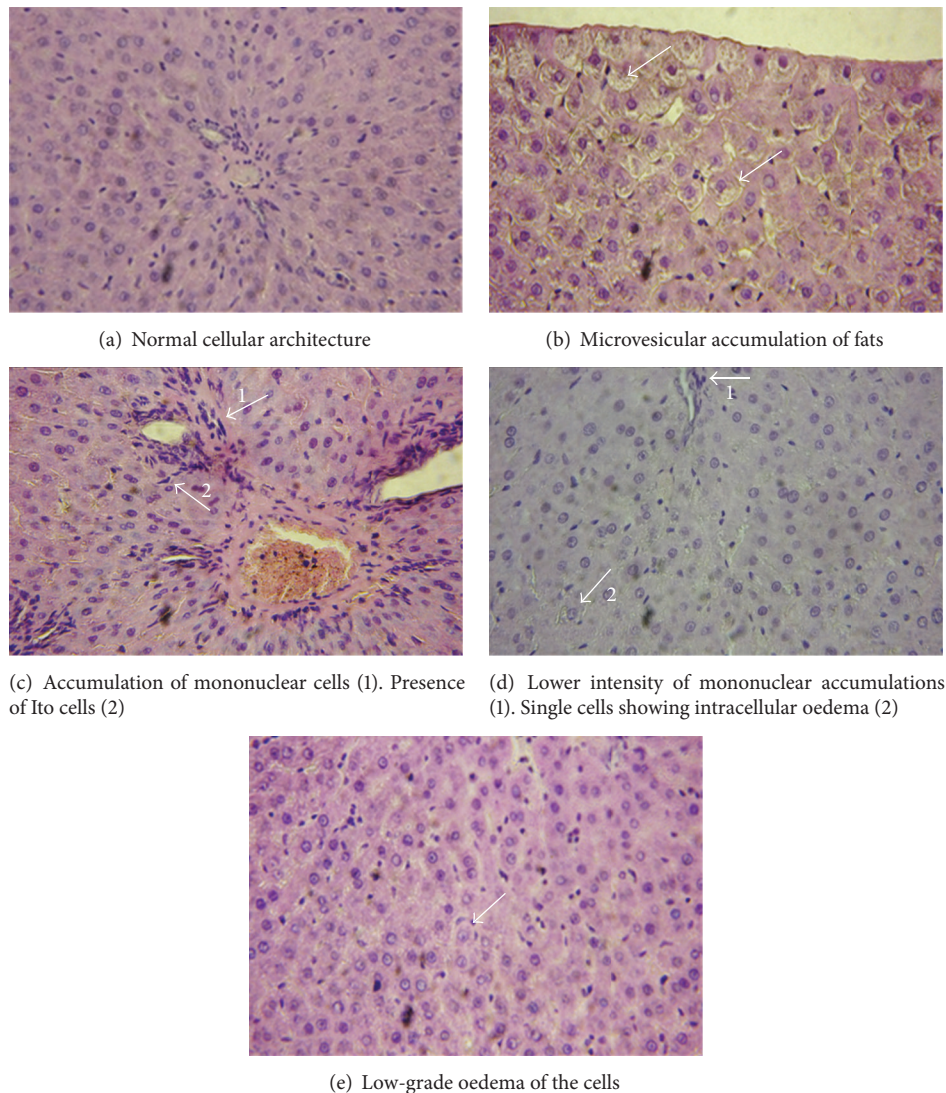 (a) Normal cellular architecture
(b) Microvesicular accumulation of fats
1
2
1
2
(c) Accumulation of mononuclear cells (1). Presence
of Ito cells (2)
(d) Lower intensity of mononuclear accumulations
(1). Single cells showing intracellular oedema (2)
(e) Low-grade oedema of the cells